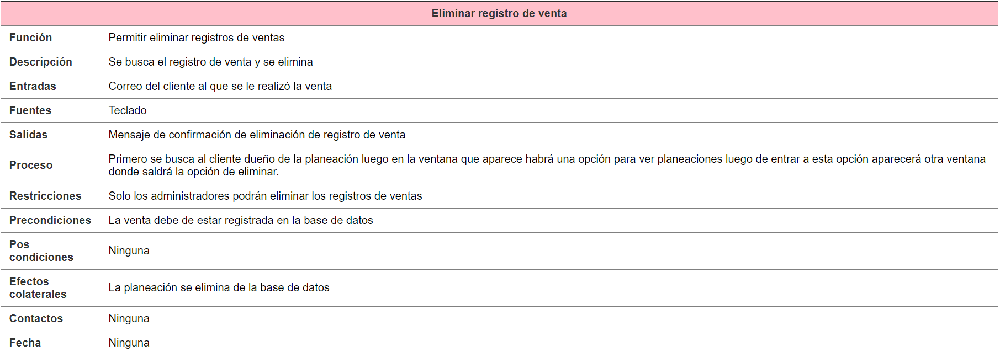 Eliminar registro de venta
Función
Permitir eliminar registros de ventas
Descripción
Se busca el registro de venta y se elimina
Entradas
Correo del cliente al que se le realizó la venta
Fuentes
Teclado
Salidas
Mensaje de confirmación de eliminación de registro de venta
Proceso
Primero se busca al cliente dueño de la planeación luego en la ventana que aparece habrá una opción para ver planeaciones luego de entrar a esta opción aparecerá otra ventana
donde saldrá la opción de eliminar.
Restricciones
Solo los administradores podrán eliminar los registros de ventas
Precondiciones
La venta debe de estar registrada en la base de datos
Pos
condiciones
Ninguna
Efectos
colaterales
La planeación se elimina de la base de datos
Contactos
Ninguna
Fecha
Ninguna